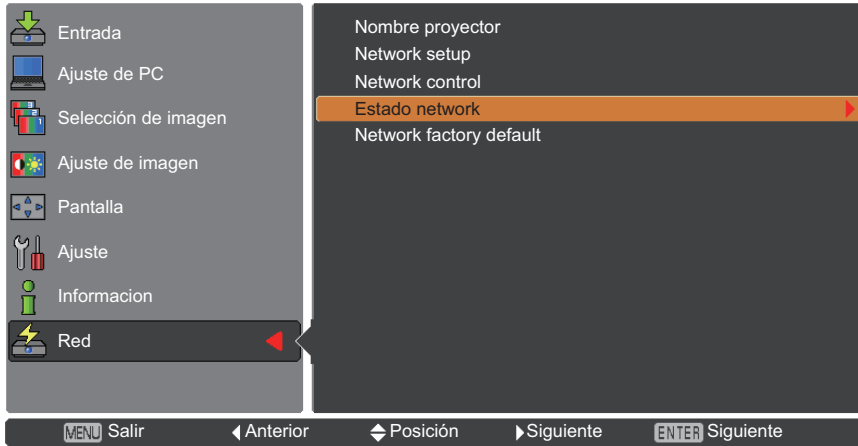 Entrada
Ajuste de PC
Selección de imagen
Ajuste de imagen
Pantalla
Ajuste
Informacion
Red
Nombre proyector
Network setup
Network control
Estado network
Network factory default
MENU Salir Anterior Posición Siguiente ENTER Siguiente